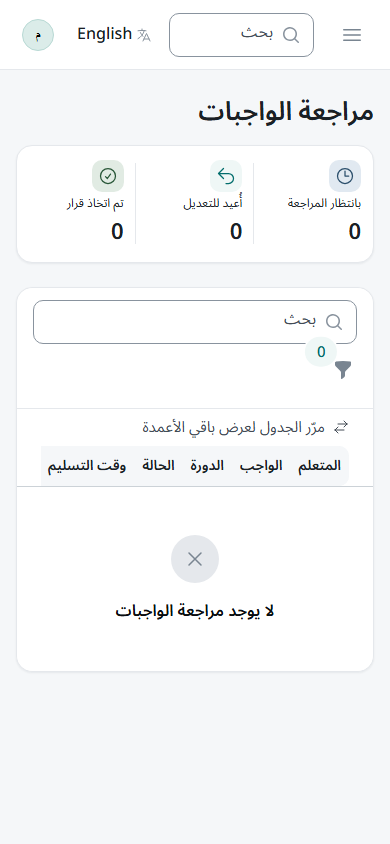 بحث
English
م
مراجعة الواجبات
بانتظار المراجعة
0
أُعيد للتعديل
0
تم اتخاذ قرار
0
بحث
0
مرّر الجدول لعرض باقي الأعمدة
المتعلم الواجب الدورة الحالة وقت التسليم
لا يوجد مراجعة الواجبات